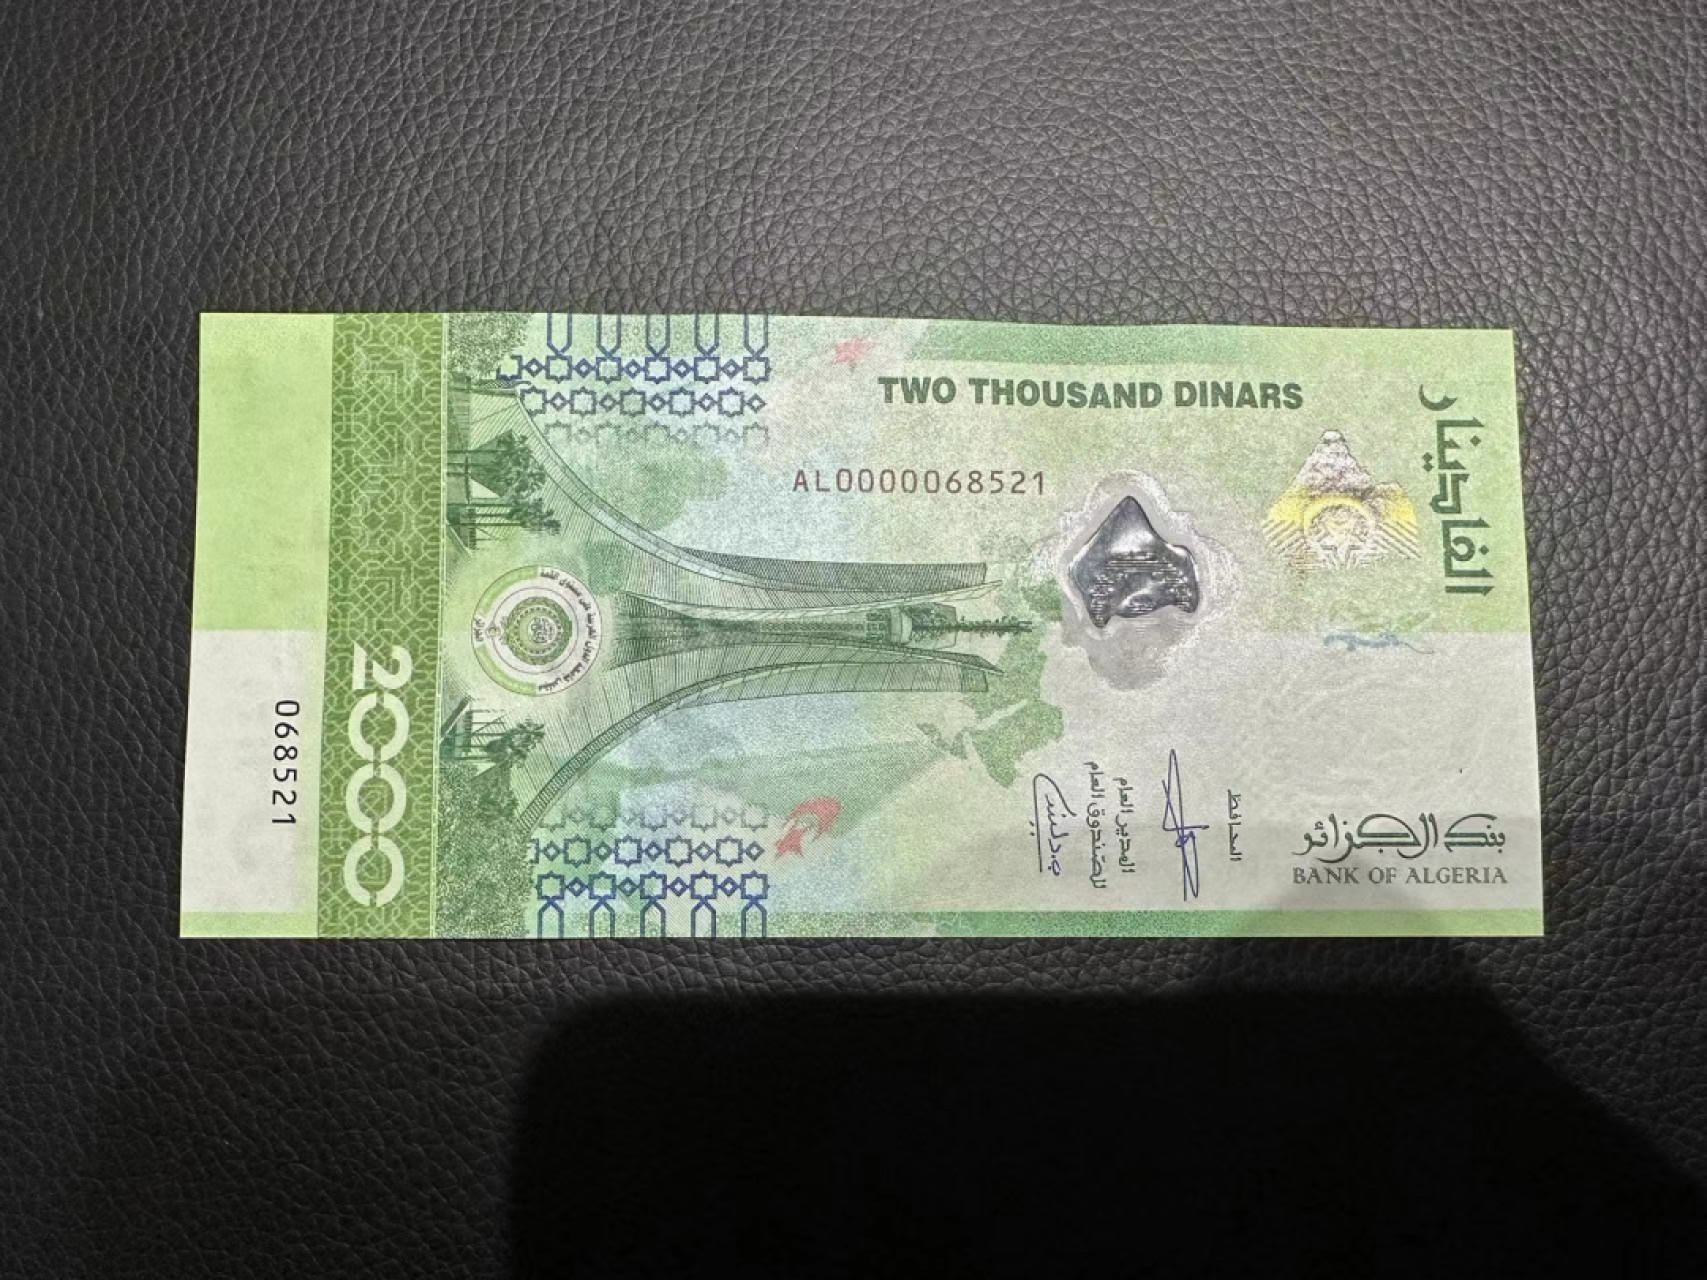 TWO THOUSAND DINARS
AL0000068521
ألفا دينار
2000
068521
المحافظ
المدير العام
للصندوق العام
بنك الجزائر
BANK OF ALGERIA